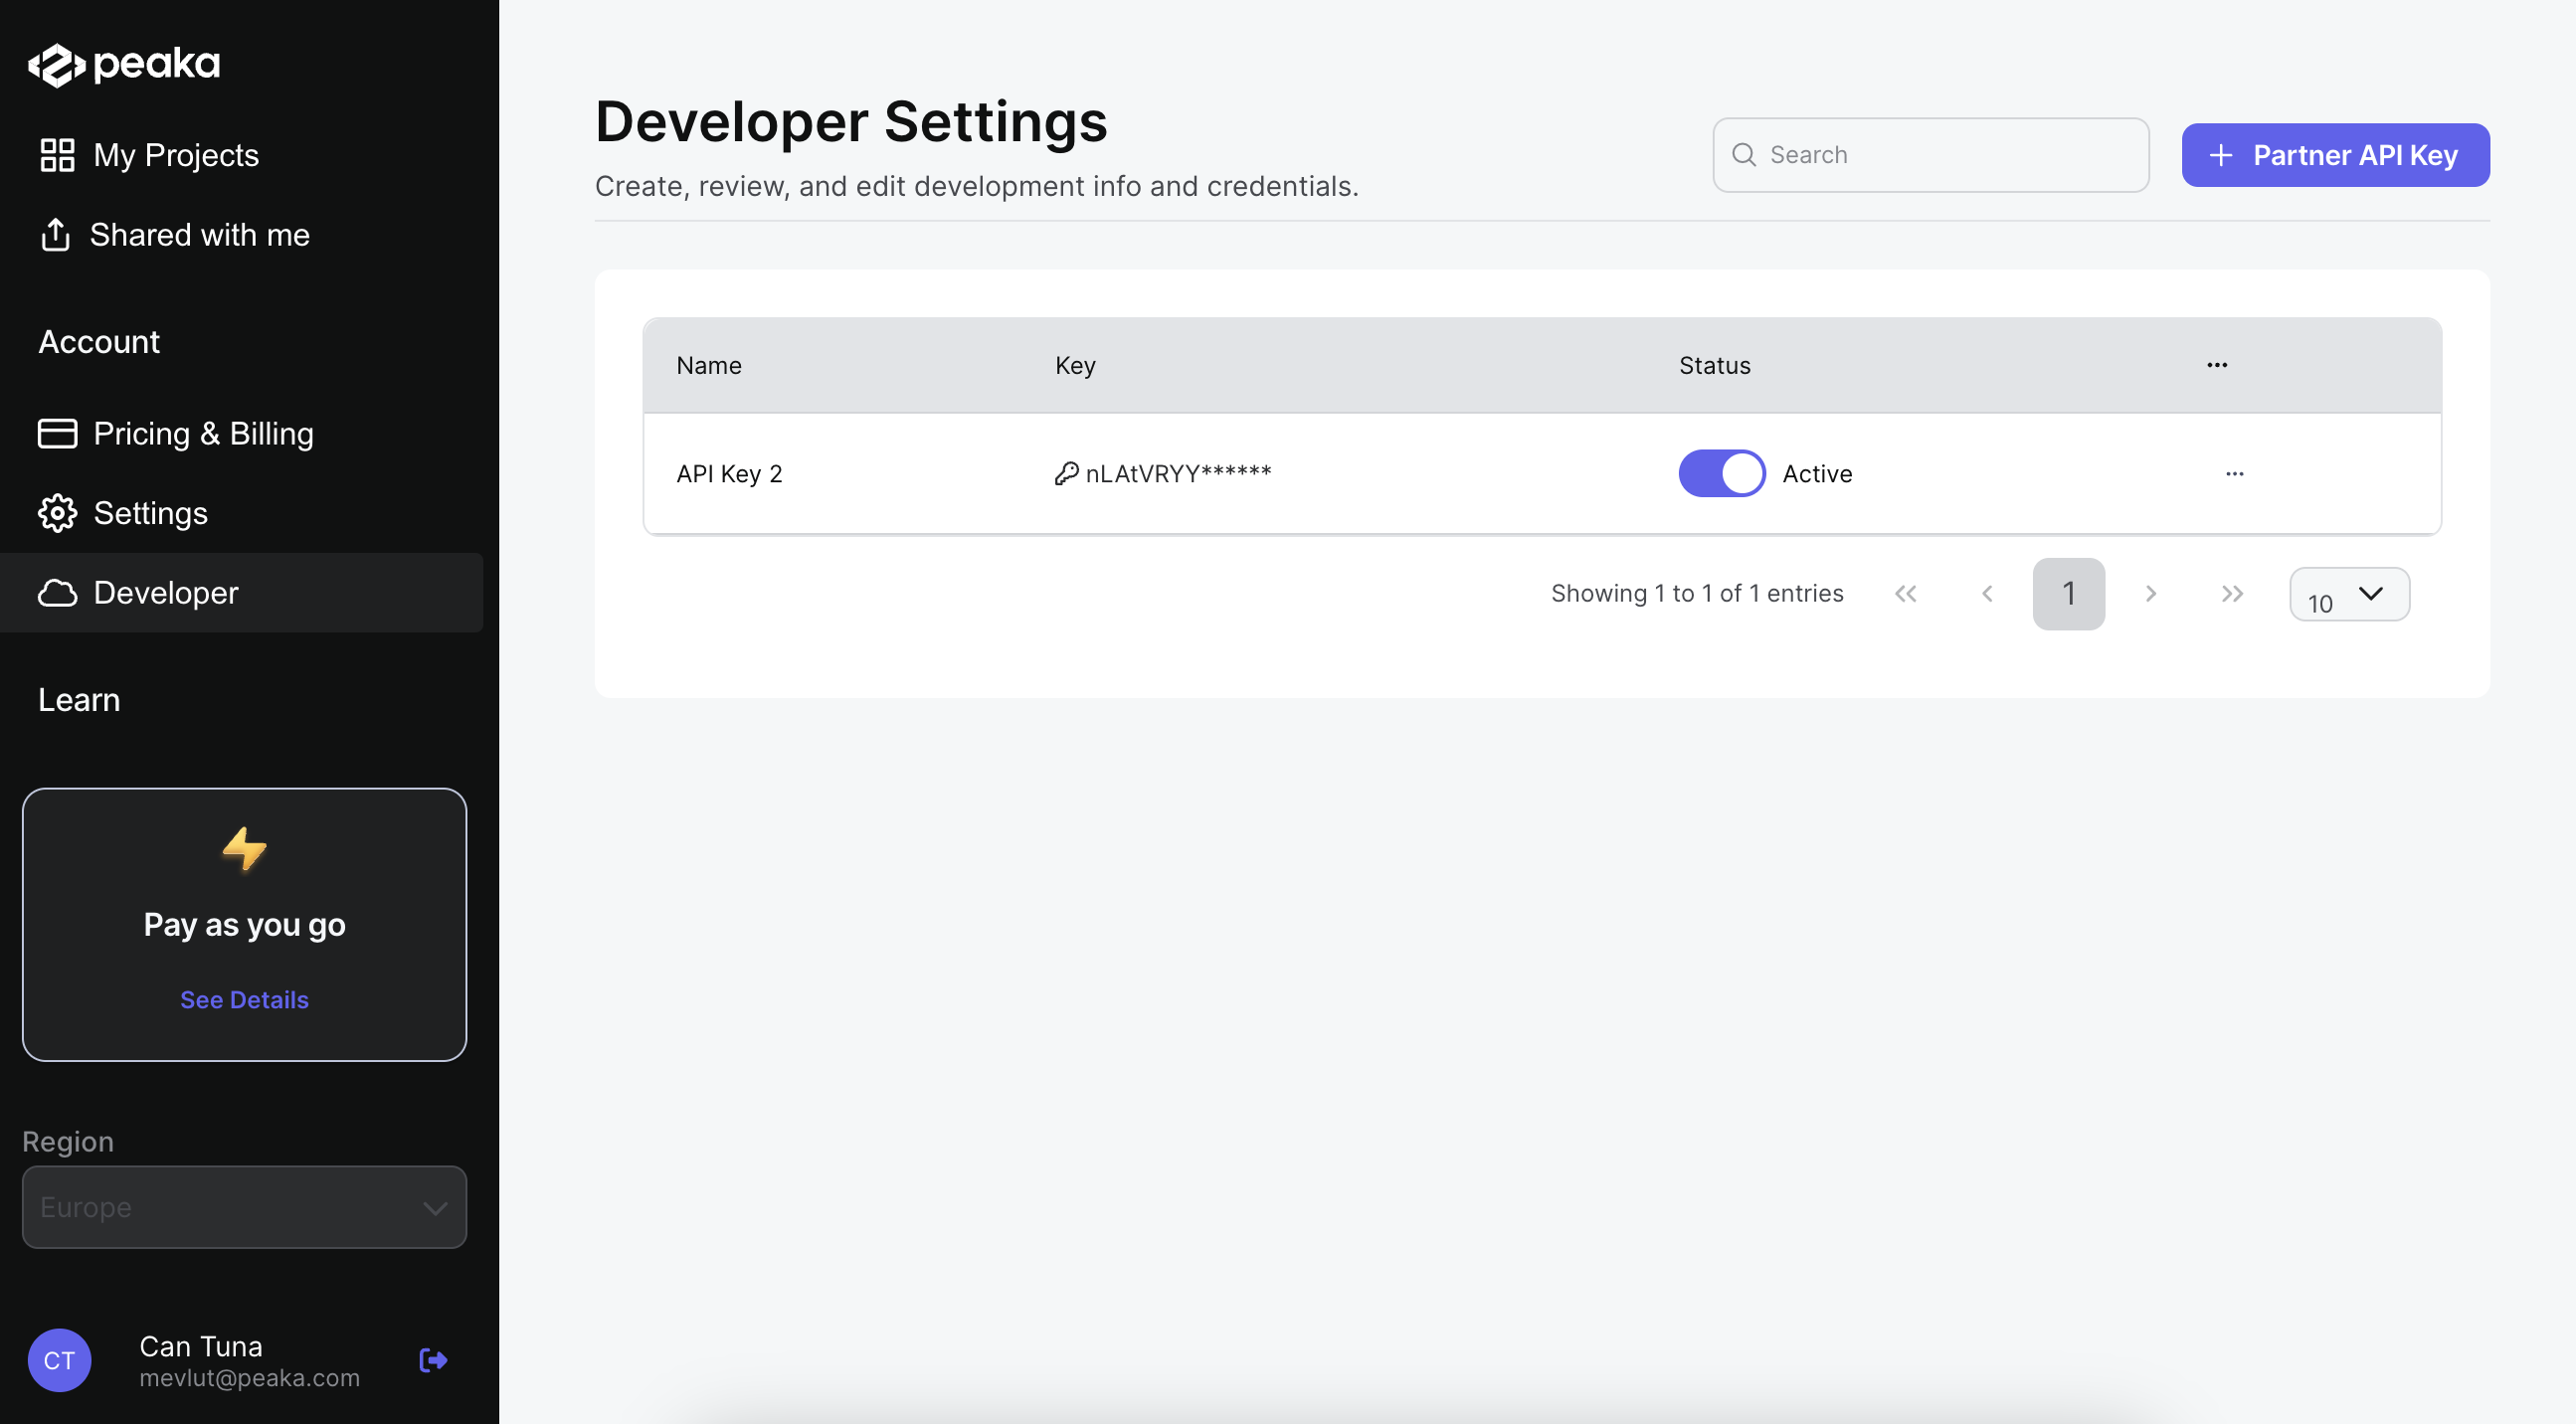 peaka
My Projects
Shared with me
Account
Pricing & Billing
Settings
Developer
Learn
Pay as you go
See Details
Region
Europe
CT
Can Tuna
mevlut@peaka.com
Developer Settings
Create, review, and edit development info and credentials.
Search
Partner API Key
Name Key Status ...
API Key 2 nLAtVRYY****** Active ...
Showing 1 to 1 of 1 entries 1 10